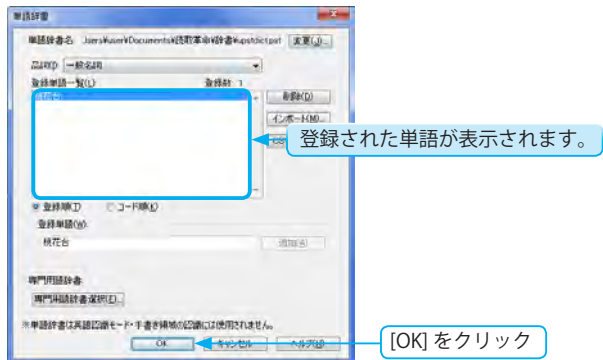 単語辞書
単語辞書名 Jsers¥user¥Documents¥読取革命¥辞書¥upstdict.pst 変更(J)...
品詞(P) 一般名詞
登録単語一覧(L) 登録数 1
桃花台 削除(D)
インポート(M)...
登録された単語が表示されます。
登録順(T) コード順(K)
登録単語(W):
桃花台 追加(A)
専門用語辞書
専門用語辞書選択(E)...
※単語辞書は英語認識モード・手書き領域の認識には使用されません。
OK キャンセル ヘルプ(H)
[OK] をクリック